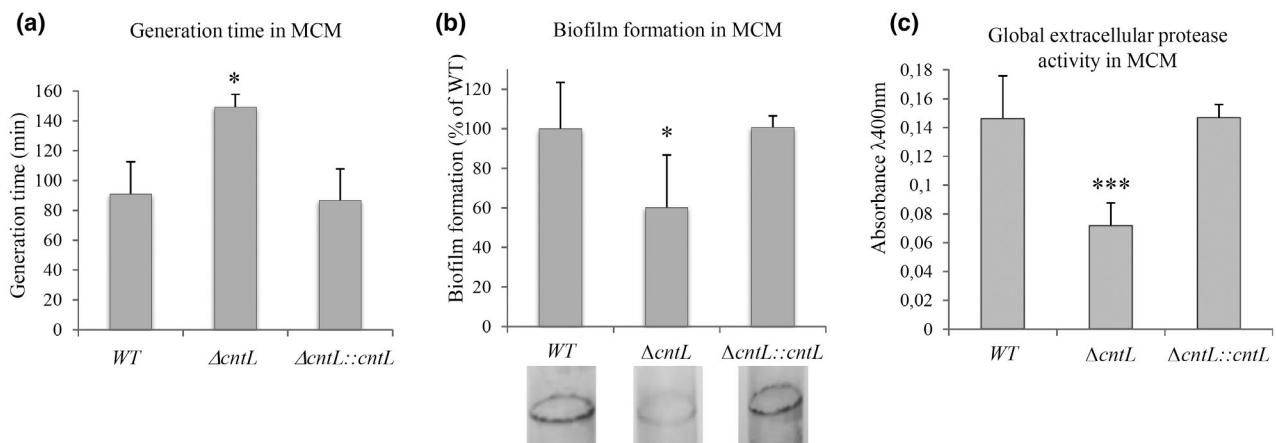 (a)
Generation time in MCM
Generation time (min)
160
140
120
100
80
60
40
20
0
*
WT
ΔcntL
ΔcntL::cntL
(b)
Biofilm formation in MCM
Biofilm formation (% of WT)
120
100
80
60
40
20
0
*
WT
ΔcntL
ΔcntL::cntL
(c)
Global extracellular protease
activity in MCM
Absorbance λ400nm
0,18
0,16
0,14
0,12
0,1
0,08
0,06
0,04
0,02
0
***
WT
ΔcntL
ΔcntL::cntL